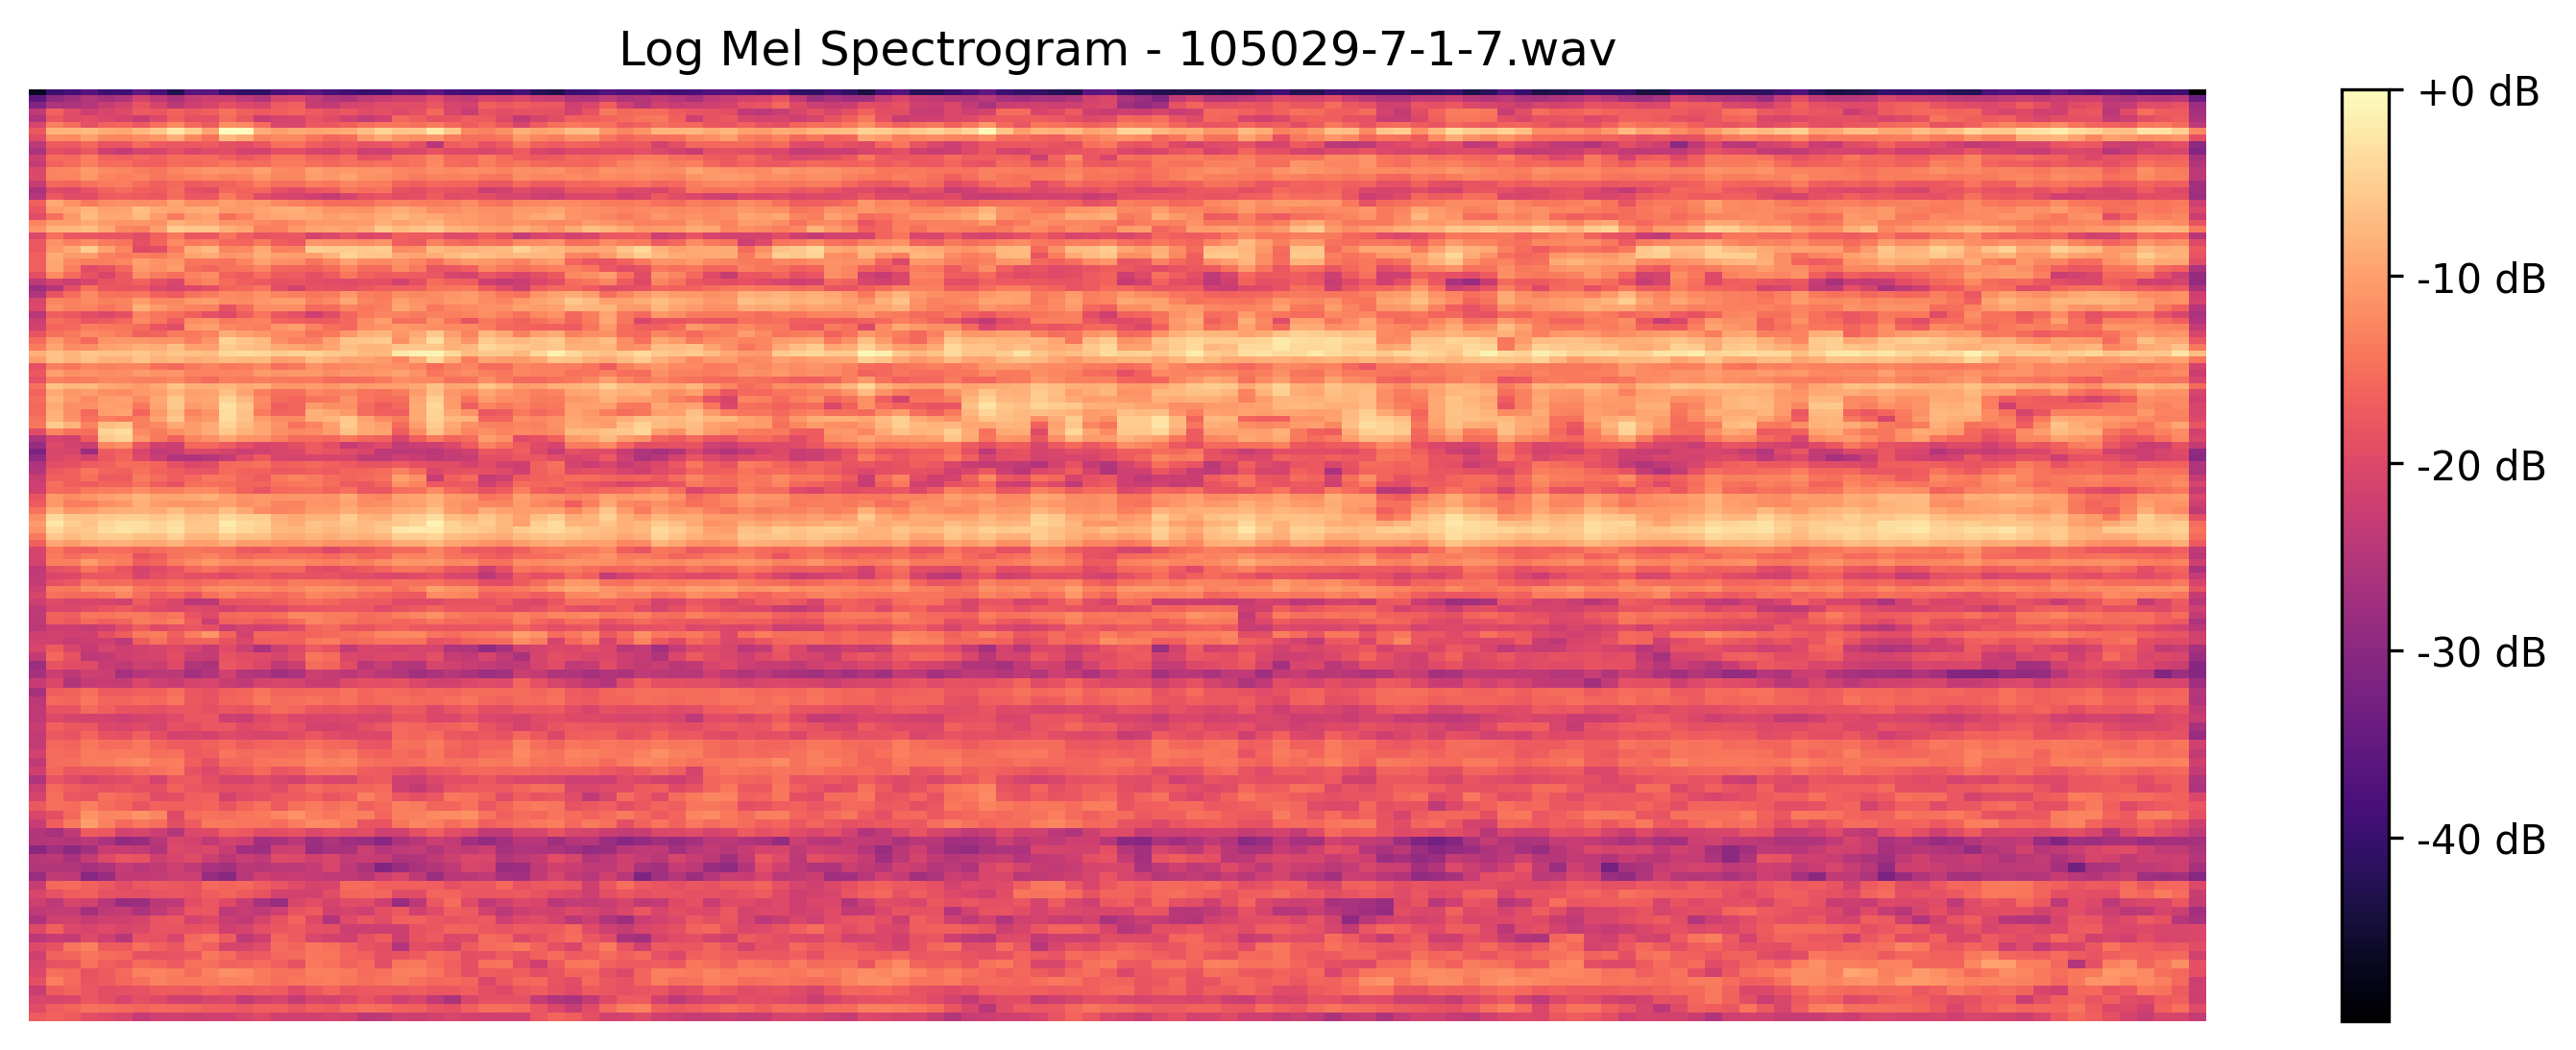 Log Mel Spectrogram - 105029-7-1-7.wav
+0 dB
-10 dB
-20 dB
-30 dB
-40 dB